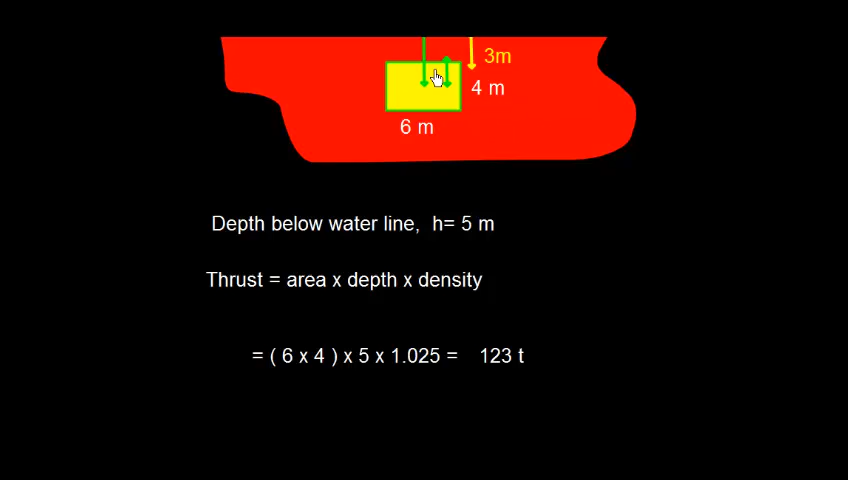 3m
4 m
6 m
Depth below water line, h= 5 m
Thrust = area x depth x density
= ( 6 x 4 ) x 5 x 1.025 = 123 t